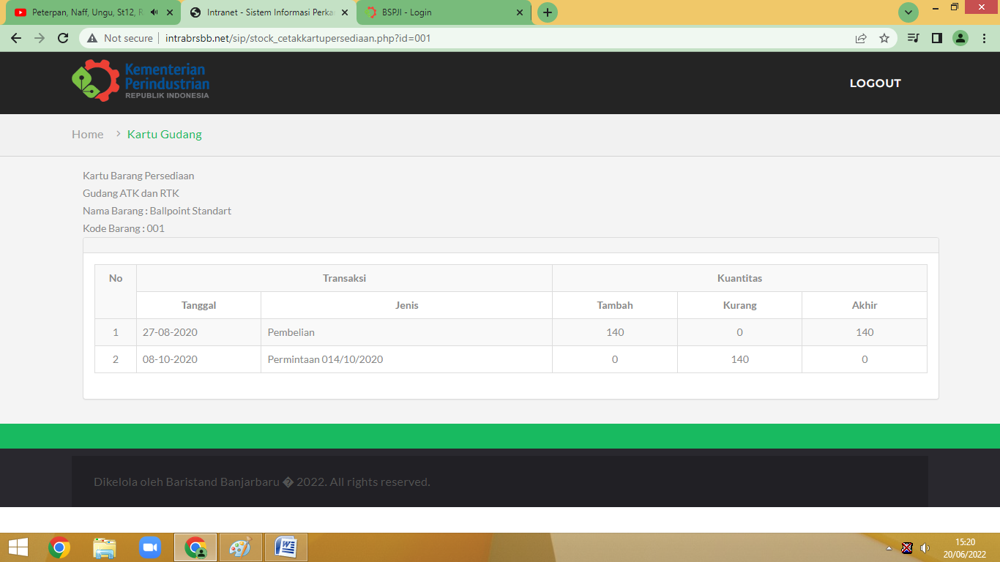 Peterpan, Naff, Ungu, St12, R
Intranet - Sistem Informasi Perka
BSPJI - Login
Not secure
intrabrsbb.net/sip/stock_cetakkartupersediaan.php?id=001
Kementerian
Perindustrian
REPUBLIK INDONESIA
LOGOUT
Home > Kartu Gudang
Kartu Barang Persediaan
Gudang ATK dan RTK
Nama Barang : Ballpoint Standart
Kode Barang : 001
No Transaksi Kuantitas
Tanggal Jenis Tambah Kurang Akhir
1 27-08-2020 Pembelian 140 0 140
2 08-10-2020 Permintaan 014/10/2020 0 140 0
Dikelola oleh Baristand Banjarbaru � 2022. All rights reserved.
15:20
20/06/2022